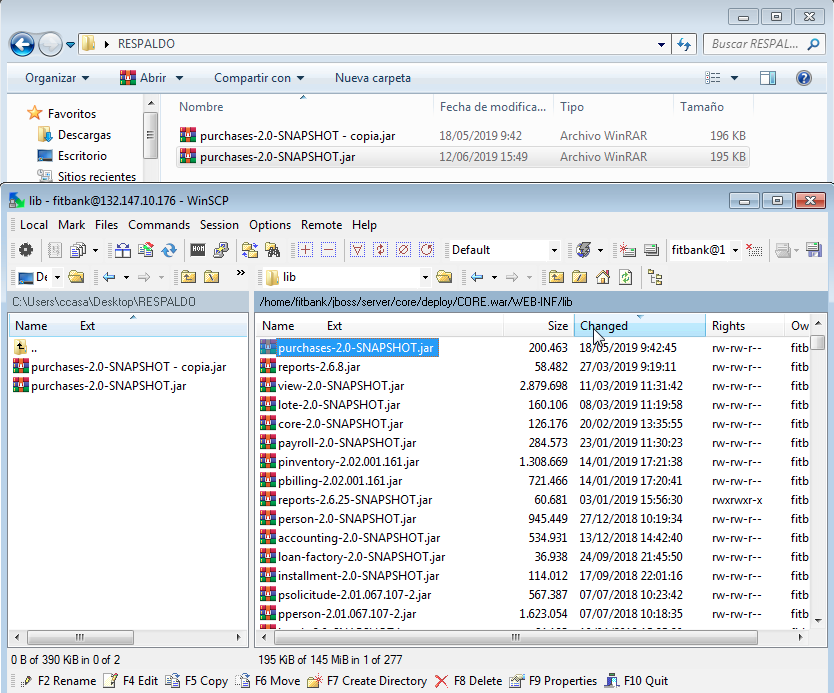 RESPALDO
Buscar RESPAL...
Organizar Abrir Compartir con Nueva carpeta
Favoritos
Descargas
Escritorio
Sitios recientes
Nombre Fecha de modifica... Tipo Tamaño
purchases-2.0-SNAPSHOT - copia.jar 18/05/2019 9:42 Archivo WinRAR 196 KB
purchases-2.0-SNAPSHOT.jar 12/06/2019 15:49 Archivo WinRAR 195 KB
lib - fitbank@132.147.10.176 - WinSCP
Local Mark Files Commands Session Options Remote Help
Default fitbank@1
De lib
C:\Users\ccasa\Desktop\RESPALDO
Name Ext
..
purchases-2.0-SNAPSHOT - copia.jar
purchases-2.0-SNAPSHOT.jar
/home/fitbank/jboss/server/core/deploy/CORE.war/WEB-INF/lib
Name Ext Size Changed Rights Ow
purchases-2.0-SNAPSHOT.jar 200.463 18/05/2019 9:42:45 rw-rw-r-- fitb
reports-2.6.8.jar 58.482 27/03/2019 9:19:11 rw-rw-r-- fitb
view-2.0-SNAPSHOT.jar 2.879.698 11/03/2019 11:31:42 rw-rw-r-- fitb
lote-2.0-SNAPSHOT.jar 160.106 08/03/2019 11:19:58 rw-rw-r-- fitb
core-2.0-SNAPSHOT.jar 126.176 20/02/2019 13:35:55 rw-rw-r-- fitb
payroll-2.0-SNAPSHOT.jar 284.573 23/01/2019 11:30:23 rw-rw-r-- fitb
pinventory-2.02.001.161.jar 1.308.669 14/01/2019 17:21:38 rw-rw-r-- fitb
pbilling-2.02.001.161.jar 721.466 14/01/2019 17:20:41 rw-rw-r-- fitb
reports-2.6.25-SNAPSHOT.jar 60.681 03/01/2019 15:56:30 rwxrwxr-x fitb
person-2.0-SNAPSHOT.jar 945.449 27/12/2018 10:19:34 rw-rw-r-- fitb
accounting-2.0-SNAPSHOT.jar 534.931 13/12/2018 14:42:40 rw-rw-r-- fitb
loan-factory-2.0-SNAPSHOT.jar 36.938 24/09/2018 21:45:50 rw-rw-r-- fitb
installment-2.0-SNAPSHOT.jar 114.012 17/09/2018 22:01:16 rw-rw-r-- fitb
psolicitude-2.01.067.107-2.jar 567.387 07/07/2018 10:23:42 rw-rw-r-- fitb
pperson-2.01.067.107-2.jar 1.623.054 07/07/2018 10:18:35 rw-rw-r-- fitb
0 B of 390 KiB in 0 of 2
195 KiB of 145 MiB in 1 of 277
F2 Rename F4 Edit F5 Copy F6 Move F7 Create Directory F8 Delete F9 Properties F10 Quit